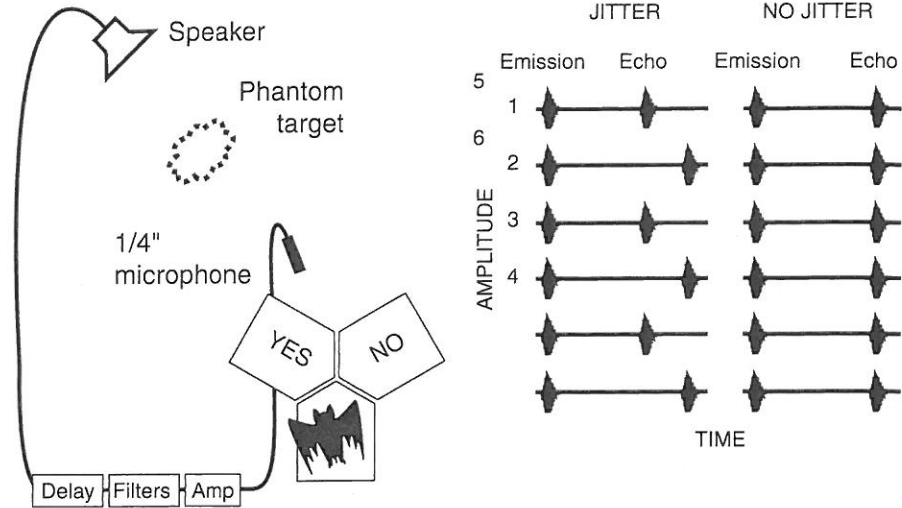 Speaker
Phantom
target
1/4"
microphone
YES
NO
Delay Filters Amp
JITTER NO JITTER
Emission Echo Emission Echo
5
1
6
2
3
4
AMPLITUDE
TIME